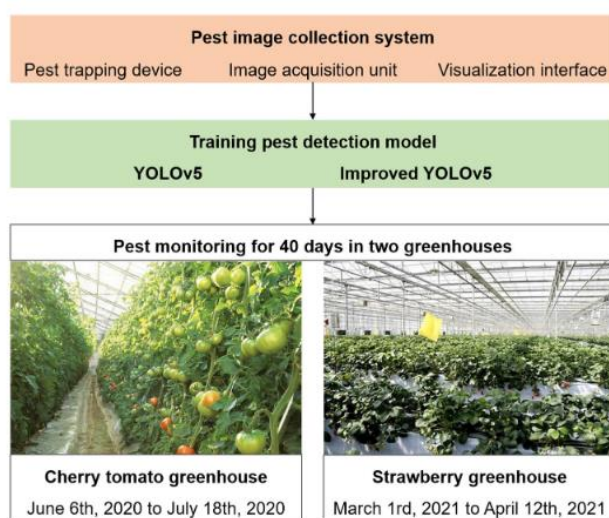 Pest image collection system
Pest trapping device Image acquisition unit Visualization interface
Training pest detection model
YOLOv5 Improved YOLOv5
Pest monitoring for 40 days in two greenhouses
Cherry tomato greenhouse Strawberry greenhouse
June 6th, 2020 to July 18th, 2020 March 1rd, 2021 to April 12th, 2021